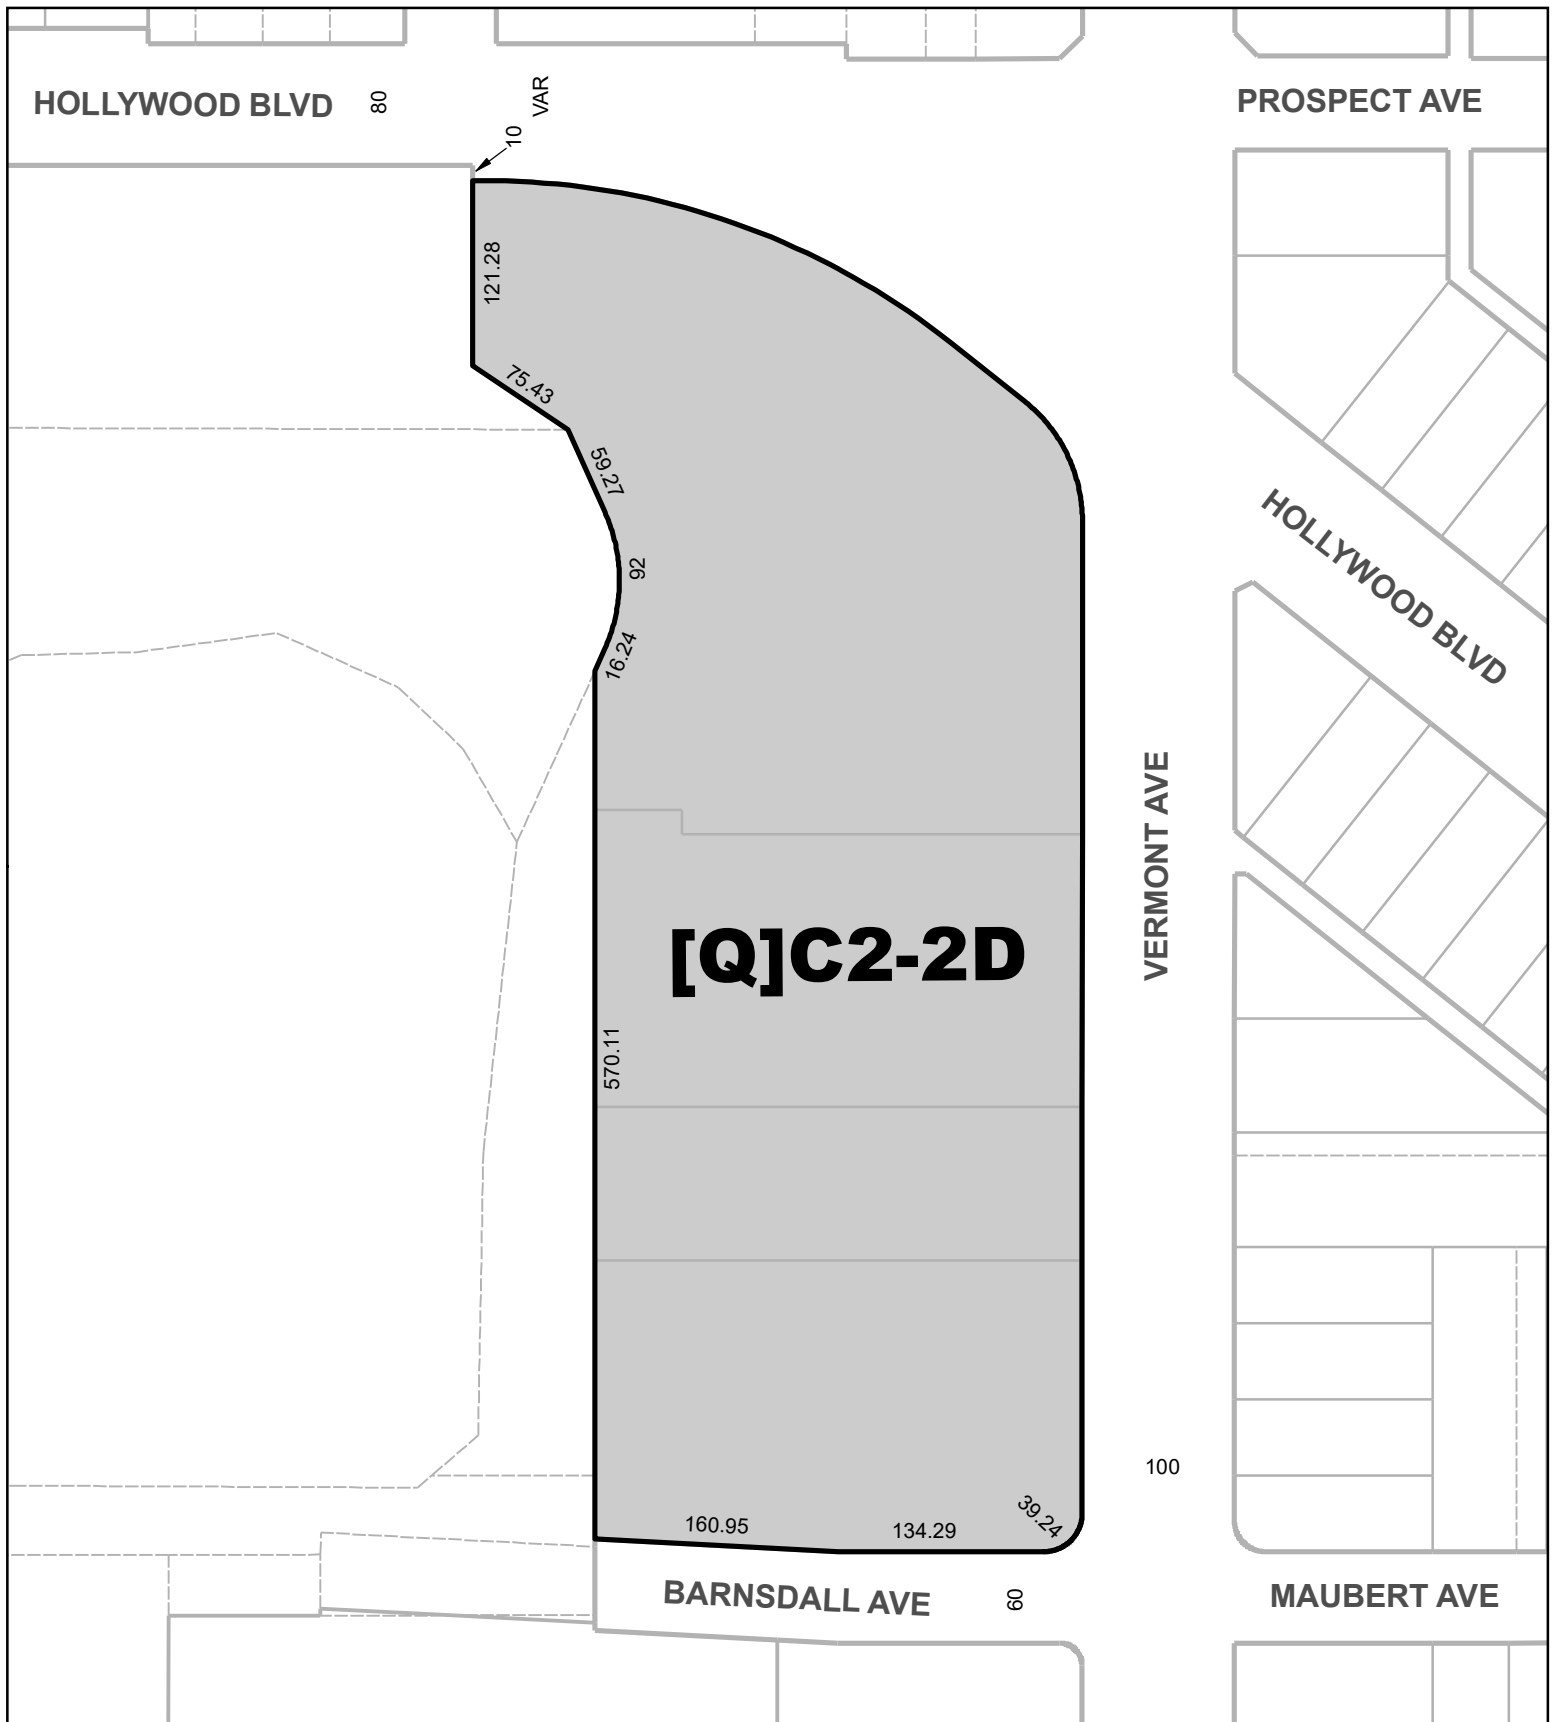 HOLLYWOOD BLVD
80
VAR
10
PROSPECT AVE
121.28
75.43
59.27
92
16.24
HOLLYWOOD BLVD
VERMONT AVE
[Q]C2-2D
570.11
100
39.24
160.95
134.29
BARNSDALL AVE
60
MAUBERT AVE